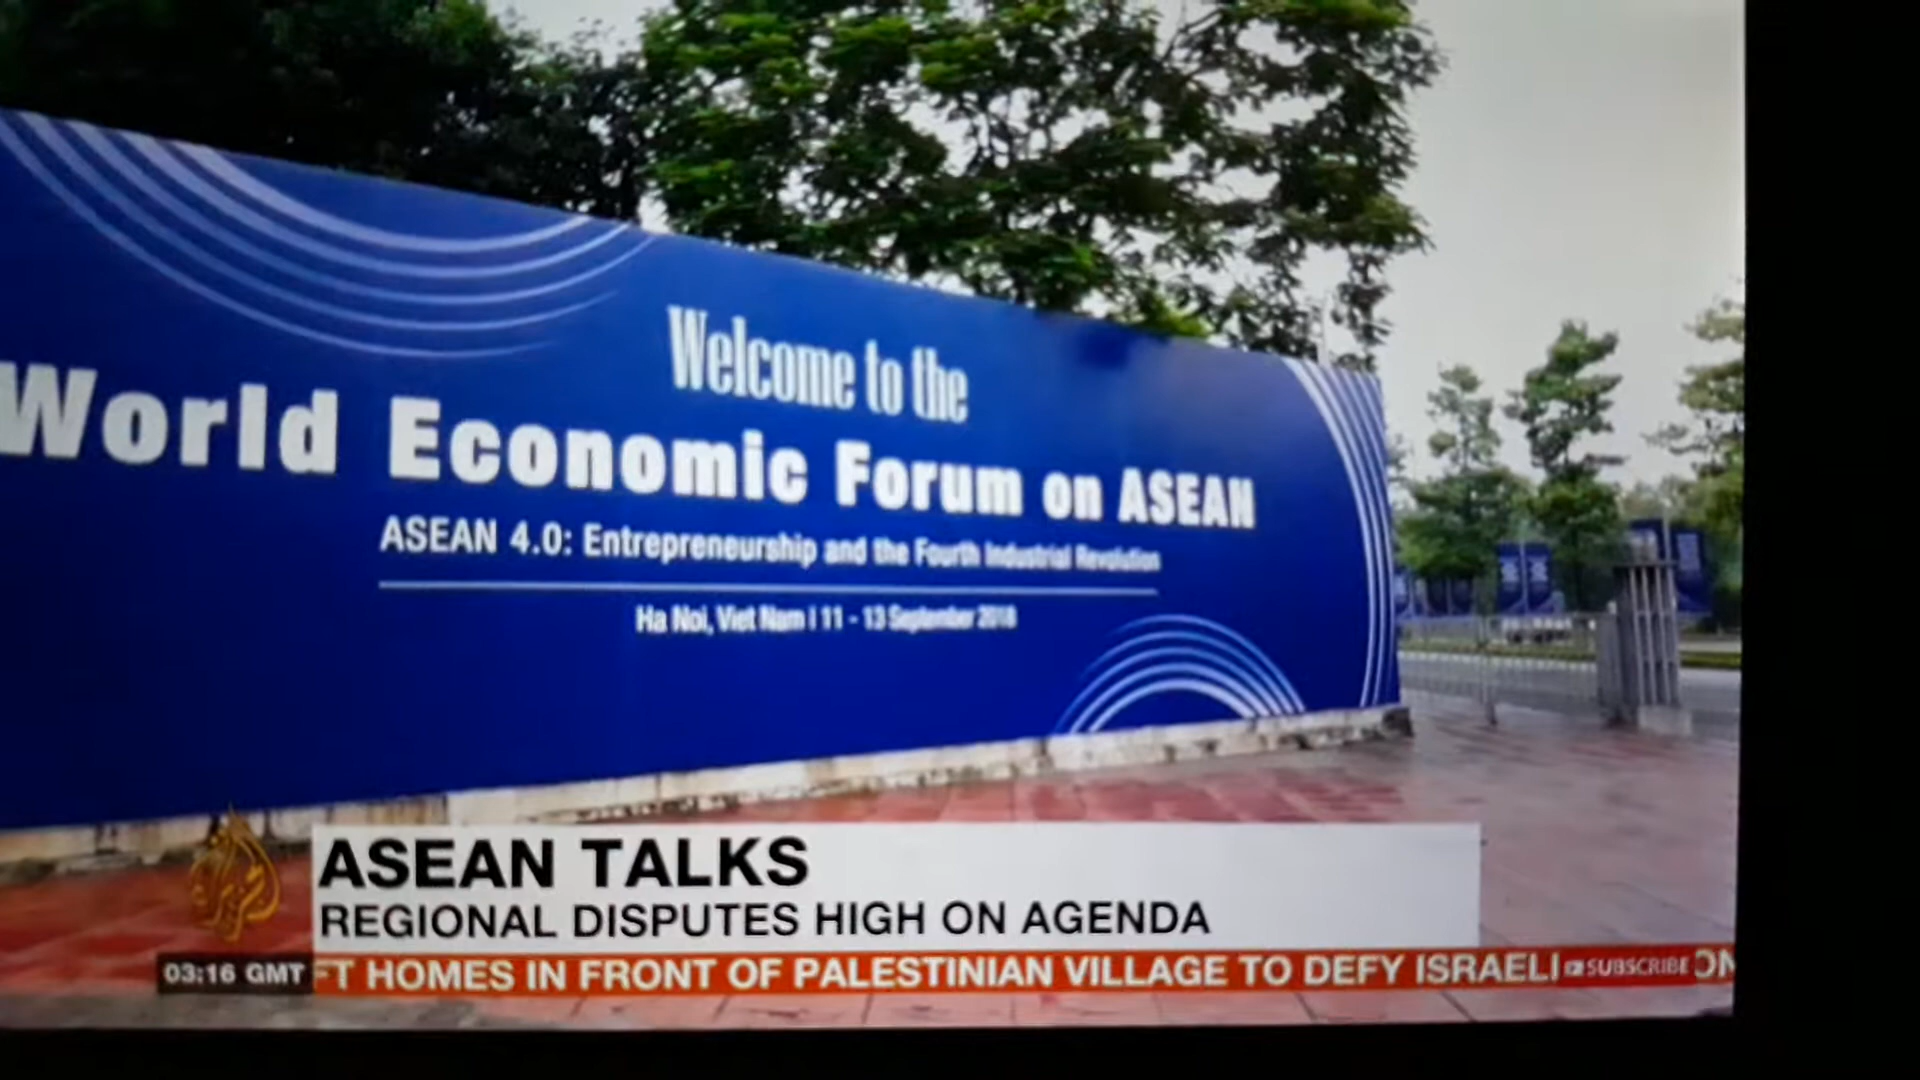 Welcome to the
World Economic Forum on ASEAN
ASEAN 4.0: Entrepreneurship and the Fourth Industrial Revolution
Ha Noi, Viet Nam | 11 - 13 September 2018
ASEAN TALKS
REGIONAL DISPUTES HIGH ON AGENDA
03:16 GMT
FT HOMES IN FRONT OF PALESTINIAN VILLAGE TO DEFY ISRAELI
SUBSCRIBE